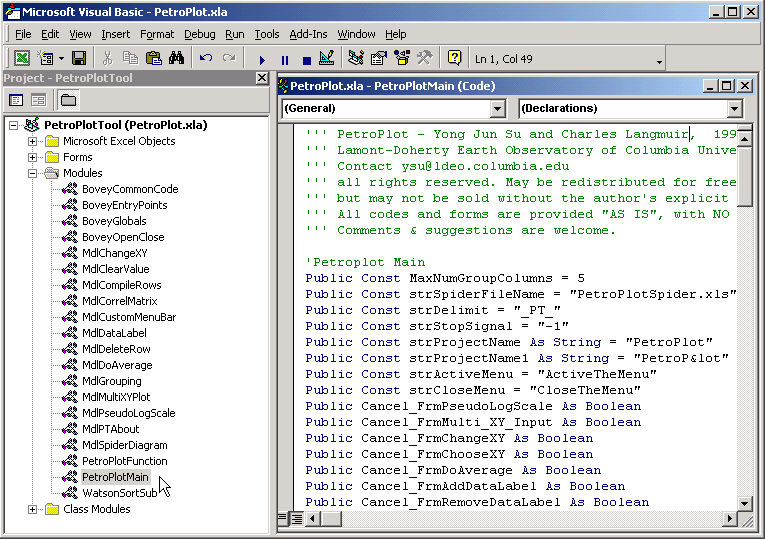 Microsoft Visual Basic - PetroPlot.xla
File Edit View Insert Format Debug Run Tools Add-Ins Window Help
Ln 1, Col 49
Project - PetroPlotTool
PetroPlotTool (PetroPlot.xla)
Microsoft Excel Objects
Forms
Modules
BoveyCommonCode
BoveyEntryPoints
BoveyGlobals
BoveyOpenClose
MdlChangeXY
MdlClearValue
MdlCompileRows
MdlCorrelMatrix
MdlCustomMenuBar
MdlDataLabel
MdlDeleteRow
MdlDoAverage
MdlGrouping
MdlMultiXYPlot
MdlPseudoLogScale
MdlPTAbout
MdlSpiderDiagram
PetroPlotFunction
PetroPlotMain
WatsonSortSub
Class Modules
PetroPlot.xla - PetroPlotMain (Code)
(General) (Declarations)
''' PetroPlot - Yong Jun Su and Charles Langmuir, 199
''' Lamont-Doherty Earth Observatory of Columbia Unive
''' Contact ysu@ldeo.columbia.edu
''' all rights reserved. May be redistributed for free
''' but may not be sold without the author's explicit
''' All codes and forms are provided "AS IS", with NO
''' Comments & suggestions are welcome.
'Petroplot Main
Public Const MaxNumGroupColumns = 5
Public Const strSpiderFileName = "PetroPlotSpider.xls"
Public Const strDelimit = "_PT_"
Public Const strStopSignal = "-1"
Public Const strProjectName As String = "PetroPlot"
Public Const strProjectName1 As String = "PetroP&lot"
Public Const strActiveMenu = "ActiveTheMenu"
Public Const strCloseMenu = "CloseTheMenu"
Public Cancel_FrmPseudoLogScale As Boolean
Public Cancel_FrmMulti_XY_Input As Boolean
Public Cancel_FrmChangeXY As Boolean
Public Cancel_FrmChooseXY As Boolean
Public Cancel_FrmDoAverage As Boolean
Public Cancel_FrmAddDataLabel As Boolean
Public Cancel_FrmRemoveDataLabel As Boolean